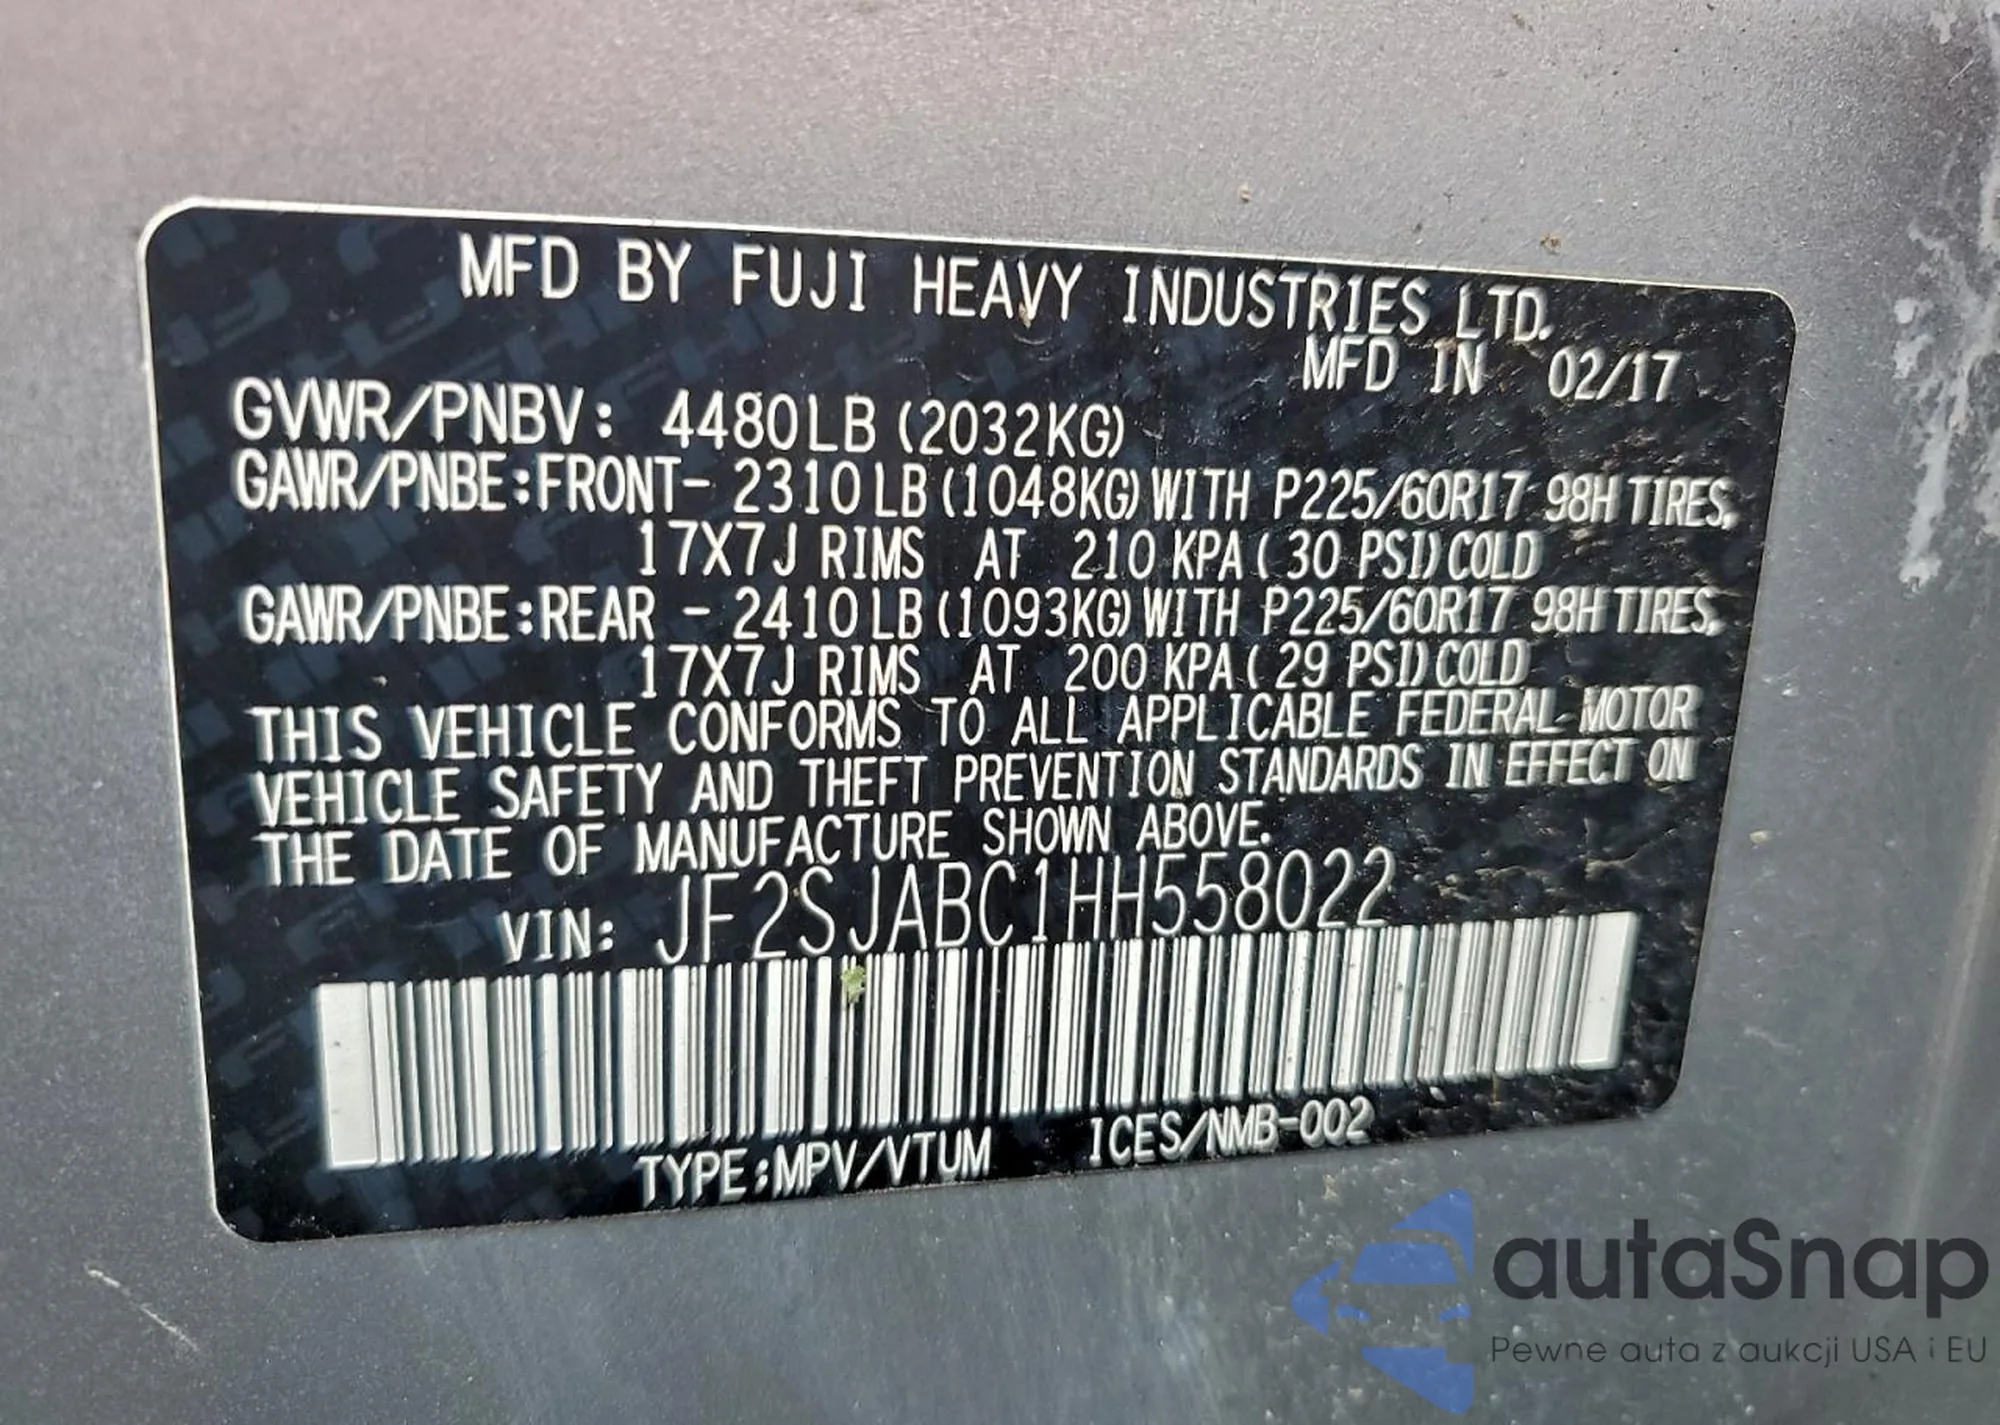 MFD BY FUJI HEAVY INDUSTRIES LTD.
MFD IN 02/17
GVWR/PNBV: 4480LB (2032KG)
GAWR/PNBE:FRONT- 2310LB (1048KG) WITH P225/60R17 98H TIRES,
17X7J RIMS AT 210 KPA ( 30 PSI) COLD
GAWR/PNBE:REAR - 2410LB (1093KG) WITH P225/60R17 98H TIRES,
17X7J RIMS AT 200 KPA ( 29 PSI) COLD
THIS VEHICLE CONFORMS TO ALL APPLICABLE FEDERAL MOTOR
VEHICLE SAFETY AND THEFT PREVENTION STANDARDS IN EFFECT ON
THE DATE OF MANUFACTURE SHOWN ABOVE.
VIN: JF2SJABC1HH558022
TYPE:MPV/VTUM ICES/NMB-002
autaSnap
Pewne auta z aukcji USA i EU